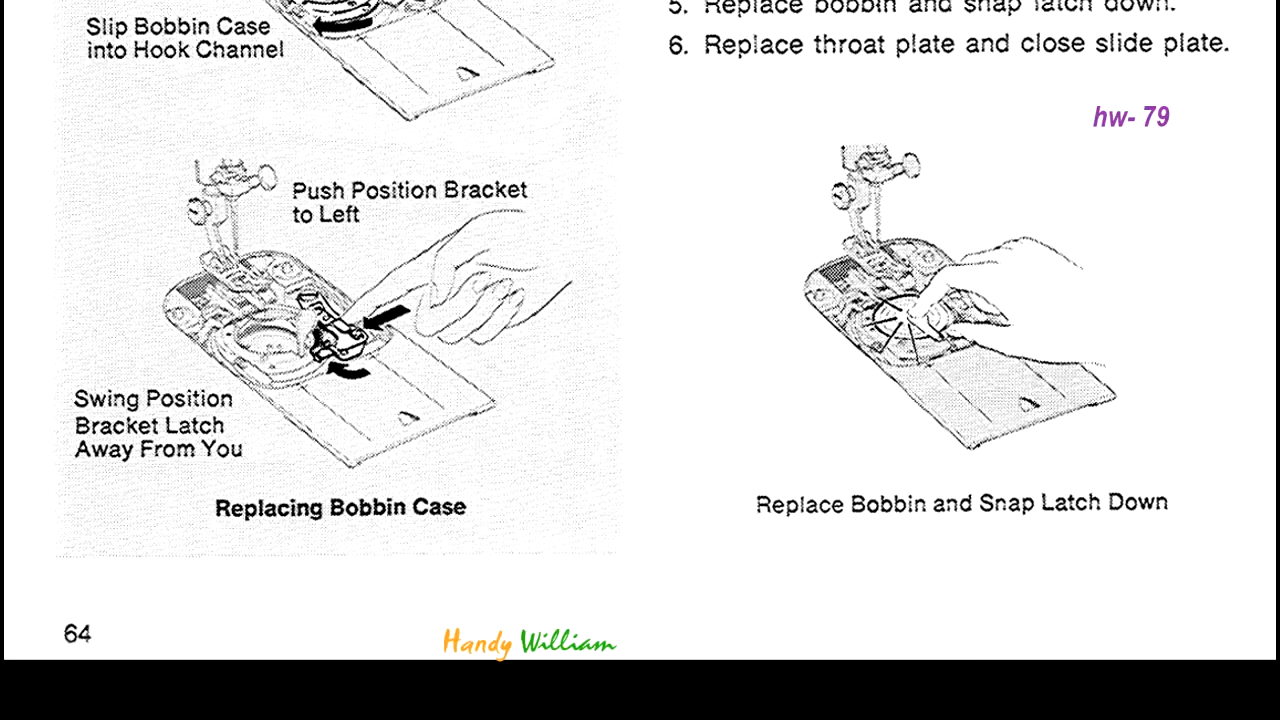 Slip Bobbin Case
into Hook Channel
5. Replace bobbin and snap latch down.
6. Replace throat plate and close slide plate.
hw- 79
Push Position Bracket
to Left
Swing Position
Bracket Latch
Away From You
Replacing Bobbin Case
Replace Bobbin and Snap Latch Down
64
Handy William